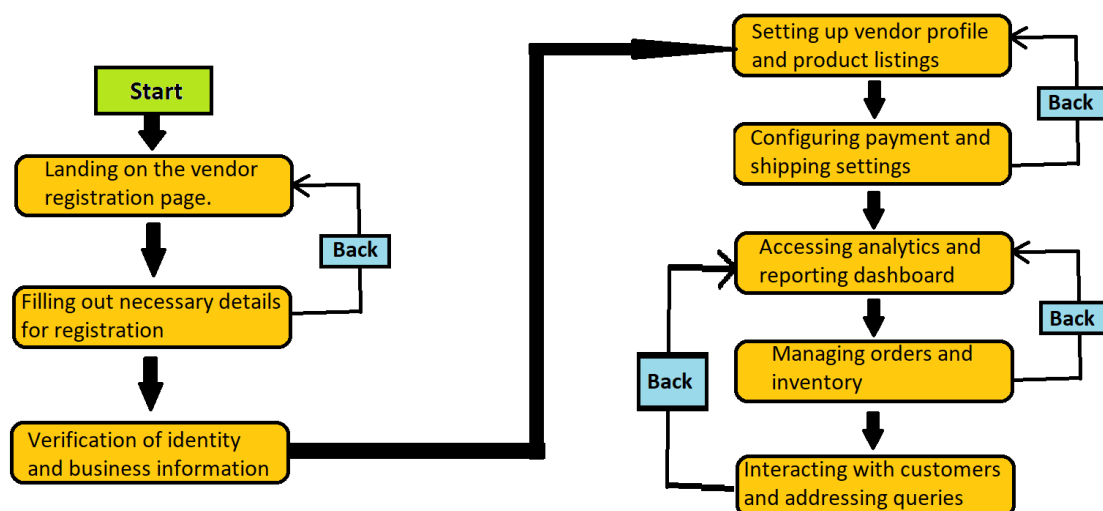 Start
Landing on the vendor
registration page.
Back
Filling out necessary details
for registration
Verification of identity
and business information
Setting up vendor profile
and product listings
Back
Configuring payment and
shipping settings
Accessing analytics and
reporting dashboard
Back
Managing orders and
inventory
Back
Interacting with customers
and addressing queries